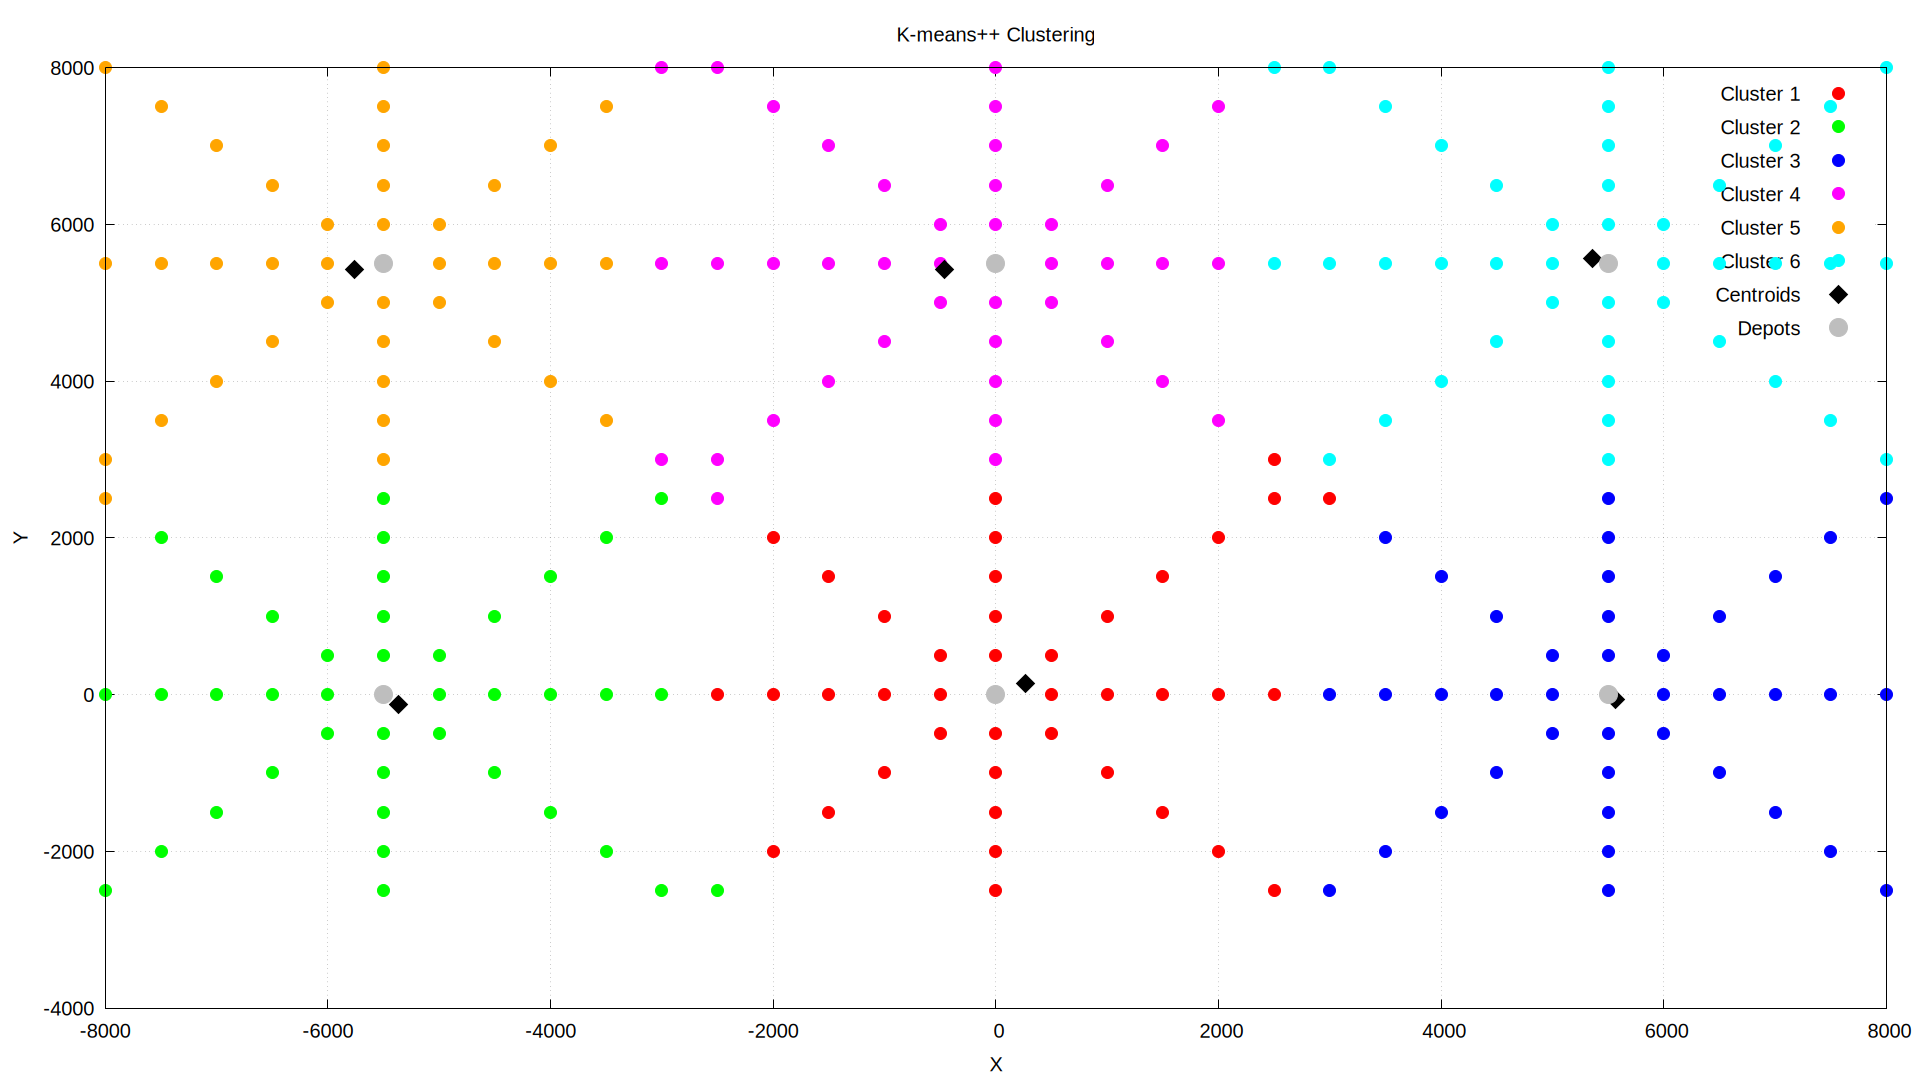 K-means++ Clustering
8000
6000
4000
2000
0
-2000
-4000
Y
Cluster 1
Cluster 2
Cluster 3
Cluster 4
Cluster 5
Cluster 6
Centroids
Depots
-8000 -6000 -4000 -2000 0 2000 4000 6000 8000
X